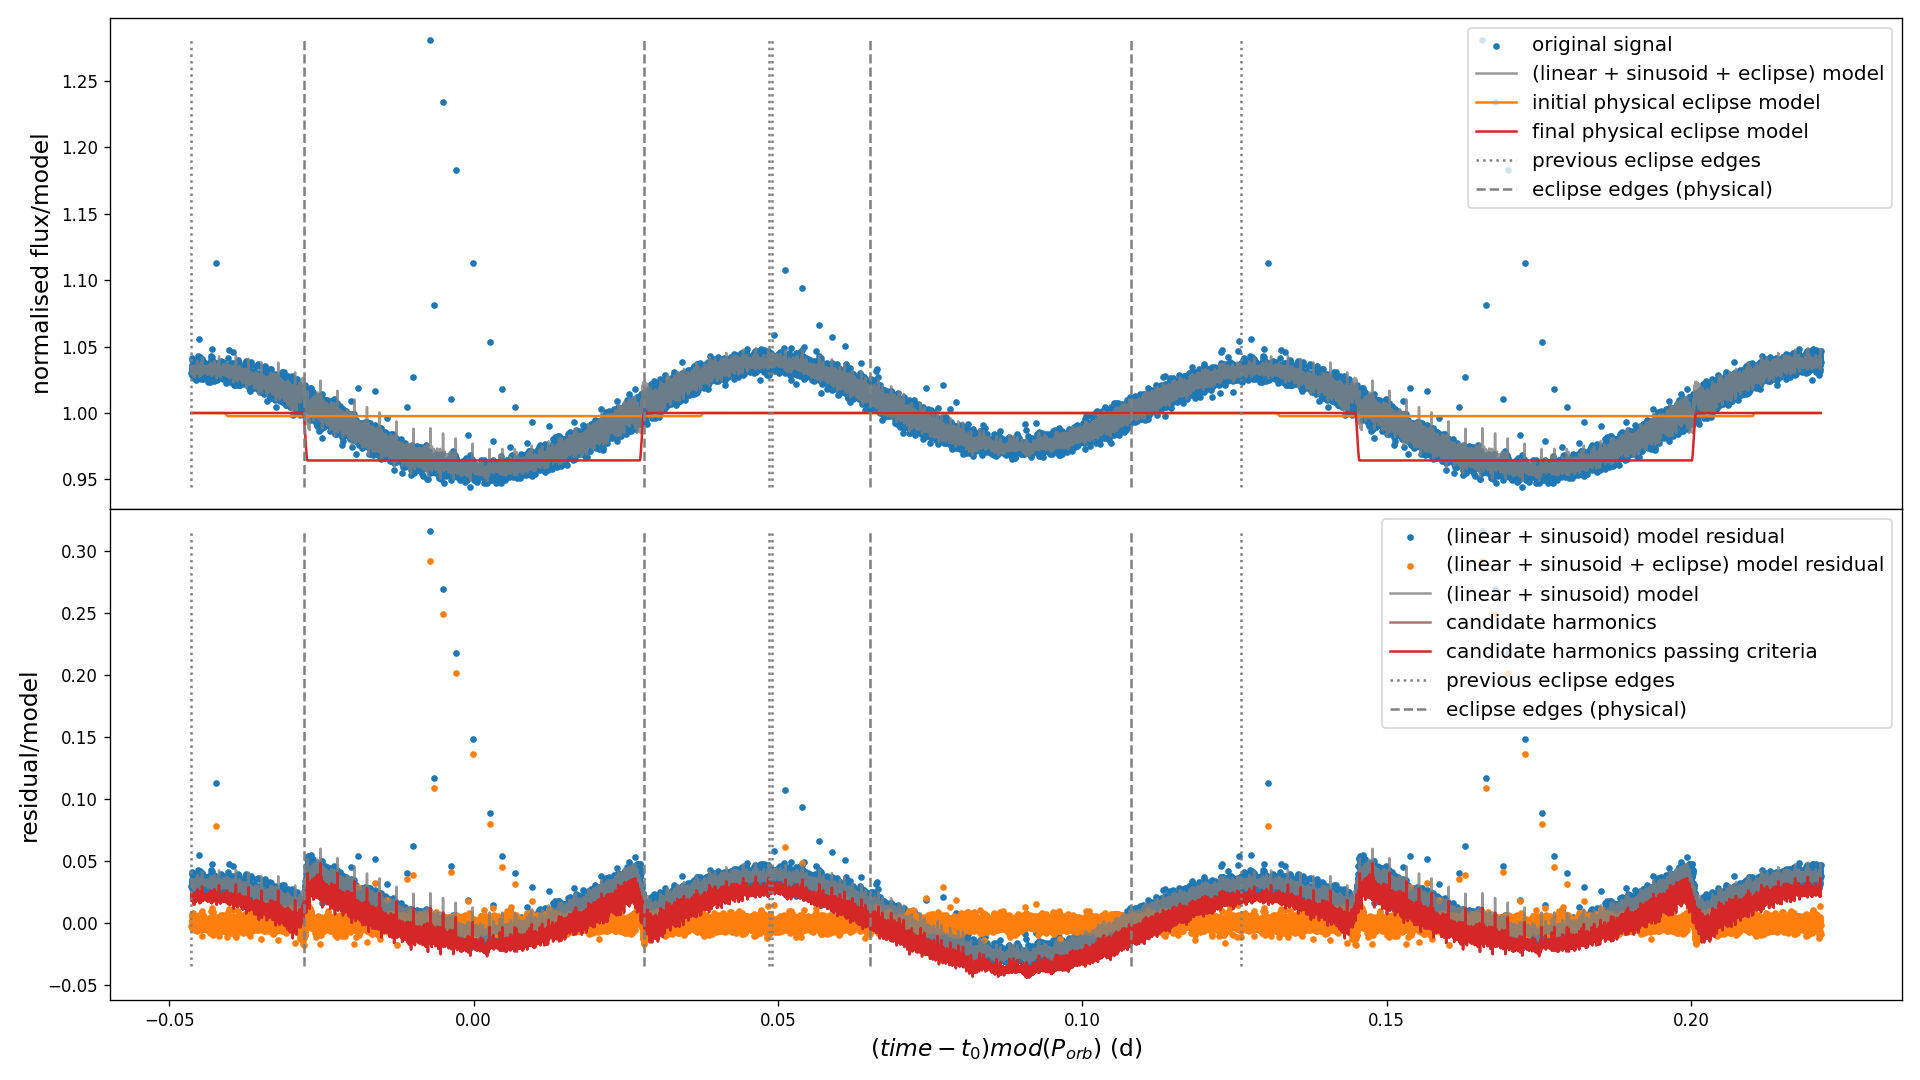 normalised flux/model
1.25
1.20
1.15
1.10
1.05
1.00
0.95
original signal
(linear + sinusoid + eclipse) model
initial physical eclipse model
final physical eclipse model
previous eclipse edges
eclipse edges (physical)
residual/model
0.30
0.25
0.20
0.15
0.10
0.05
0.00
−0.05
(linear + sinusoid) model residual
(linear + sinusoid + eclipse) model residual
(linear + sinusoid) model
candidate harmonics
candidate harmonics passing criteria
previous eclipse edges
eclipse edges (physical)
−0.05 0.00 0.05 0.10 0.15 0.20
(time − t₀)mod(P_orb) (d)